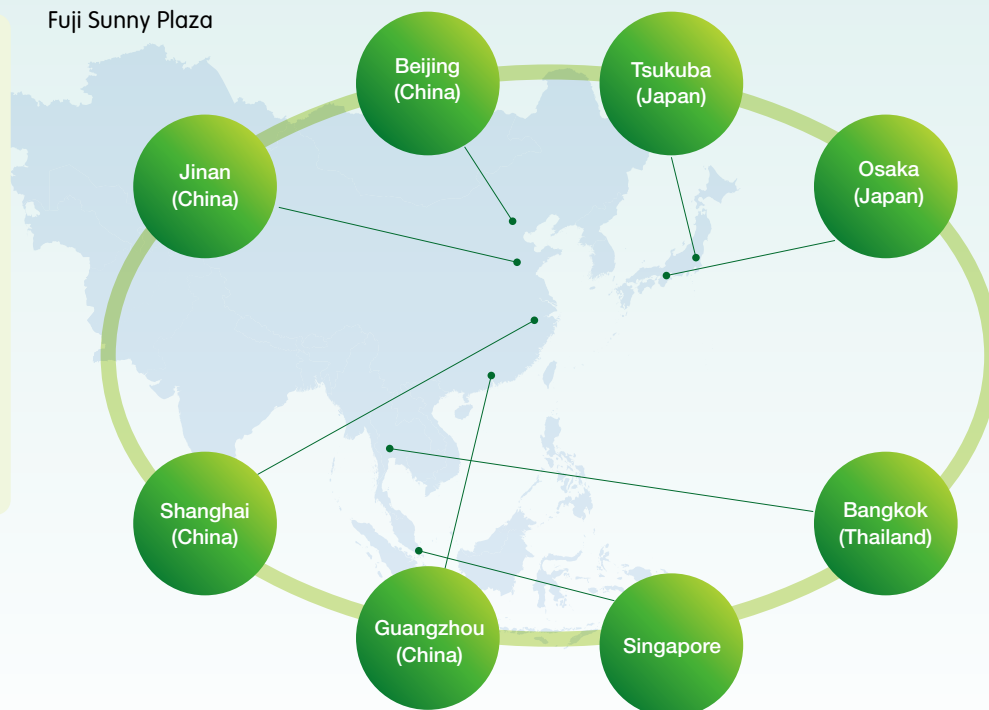 Fuji Sunny Plaza
Beijing
(China)
Tsukuba
(Japan)
Jinan
(China)
Osaka
(Japan)
Shanghai
(China)
Bangkok
(Thailand)
Guangzhou
(China)
Singapore